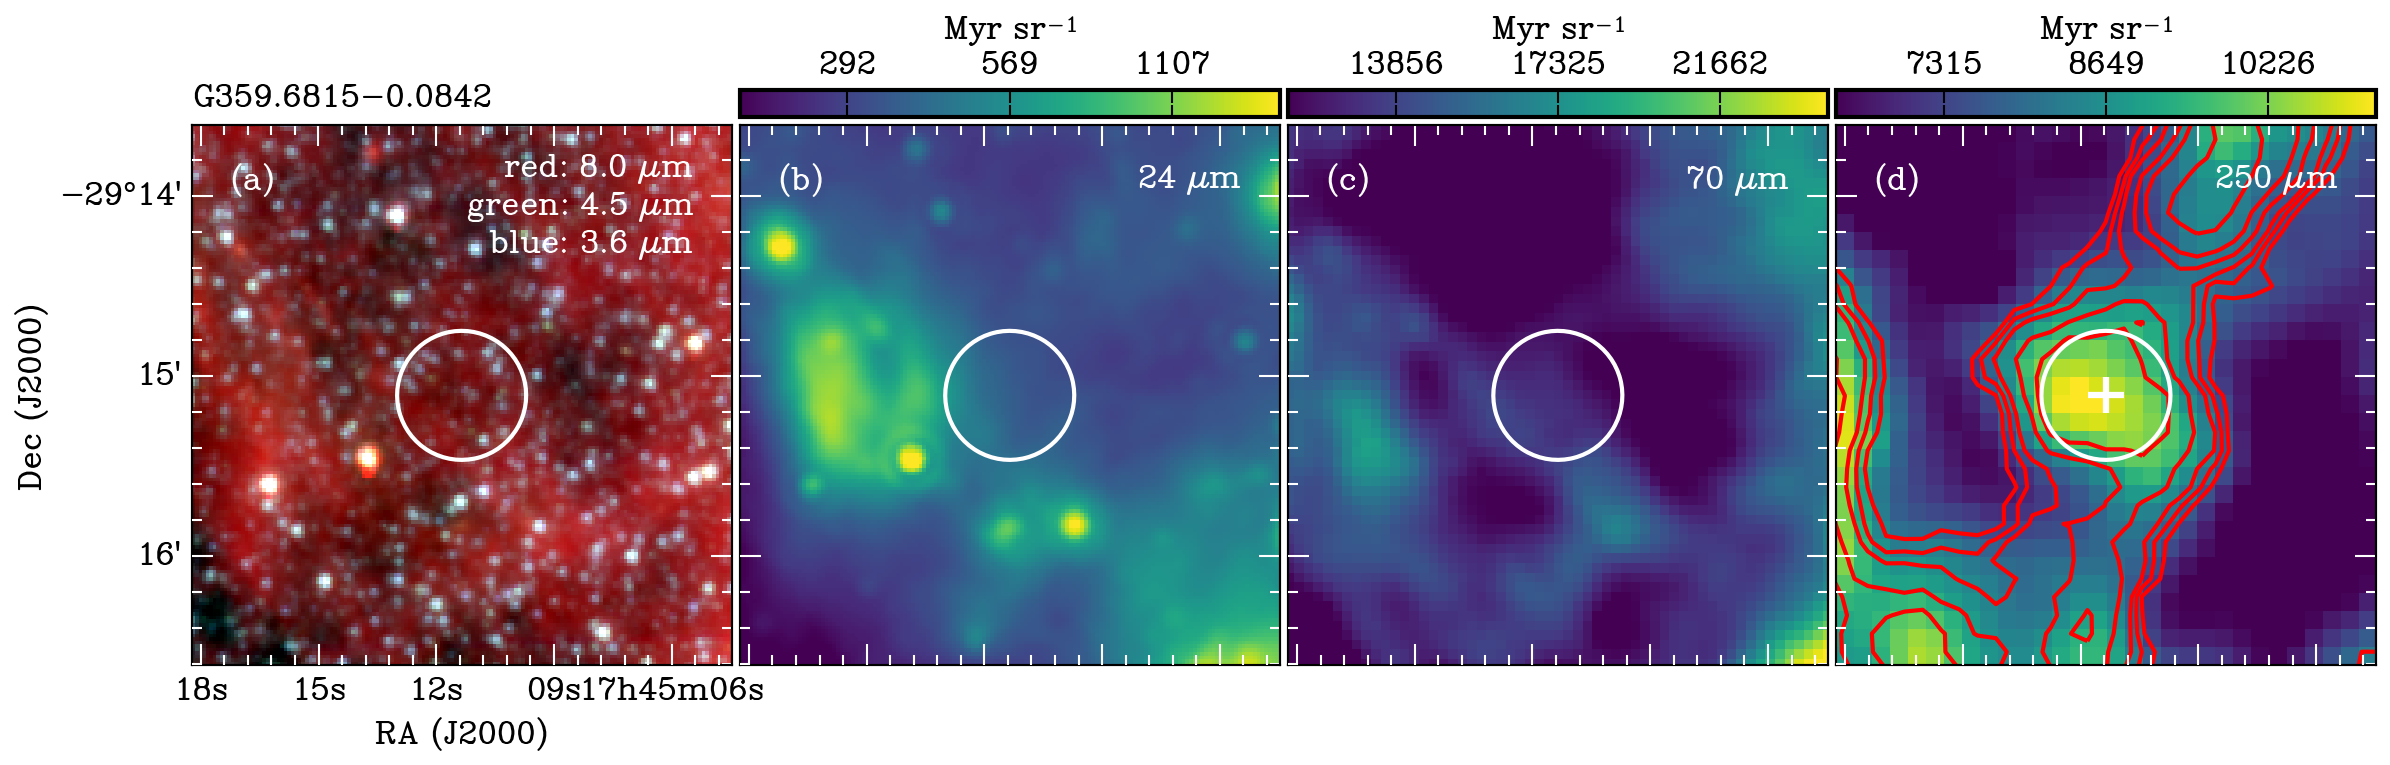 Myr sr⁻¹ Myr sr⁻¹ Myr sr⁻¹
292 569 1107 13856 17325 21662 7315 8649 10226
G359.6815−0.0842
(a) red: 8.0 μm
green: 4.5 μm
blue: 3.6 μm
(b) 24 μm
(c) 70 μm
(d) 250 μm
−29°14'
15'
16'
Dec (J2000)
18s 15s 12s 09s17h45m06s
RA (J2000)